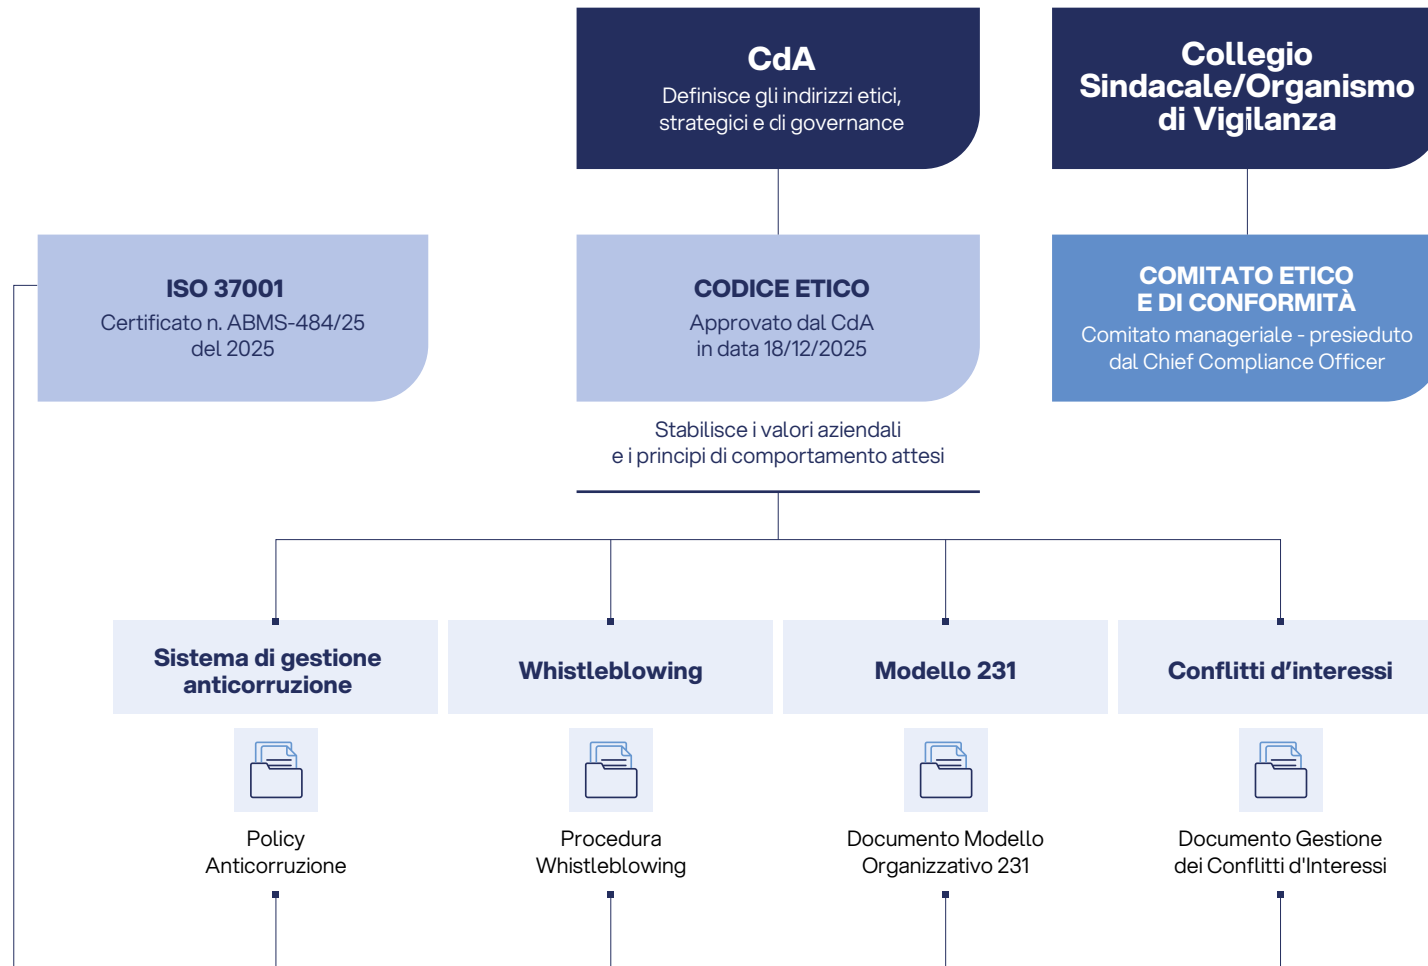 CdA
Definisce gli indirizzi etici,
strategici e di governance
Collegio
Sindacale/Organismo
di Vigilanza
ISO 37001
Certificato n. ABMS-484/25
del 2025
CODICE ETICO
Approvato dal CdA
in data 18/12/2025
COMITATO ETICO
E DI CONFORMITÀ
Comitato manageriale - presieduto
dal Chief Compliance Officer
Stabilisce i valori aziendali
e i principi di comportamento attesi
Sistema di gestione
anticorruzione
Whistleblowing
Modello 231
Conflitti d’interessi
Policy
Anticorruzione
Procedura
Whistleblowing
Documento Modello
Organizzativo 231
Documento Gestione
dei Conflitti d'Interessi